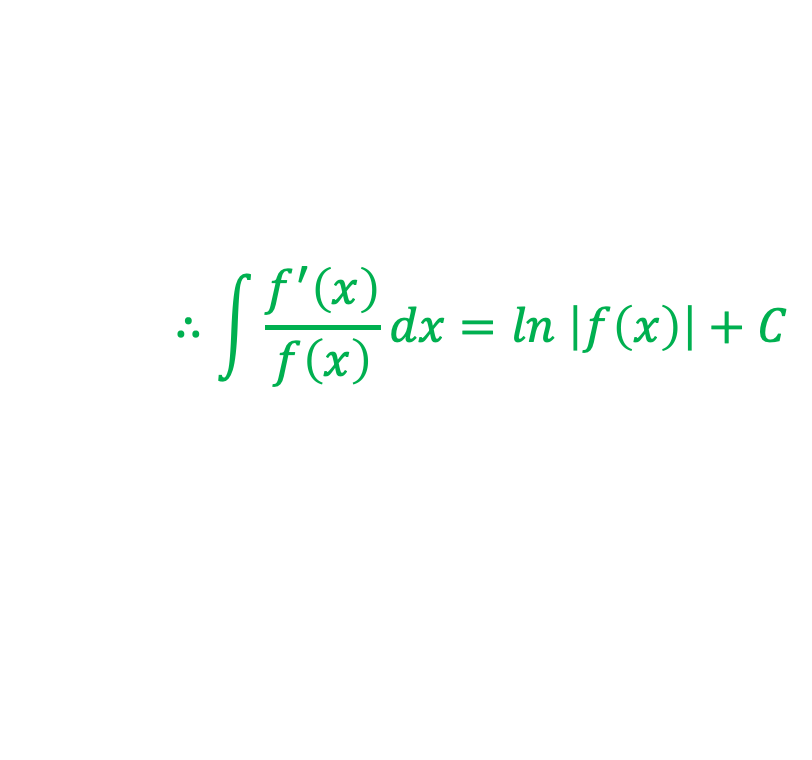 ∴ ∫ f′(x)/f(x) dx = ln |f(x)| + C